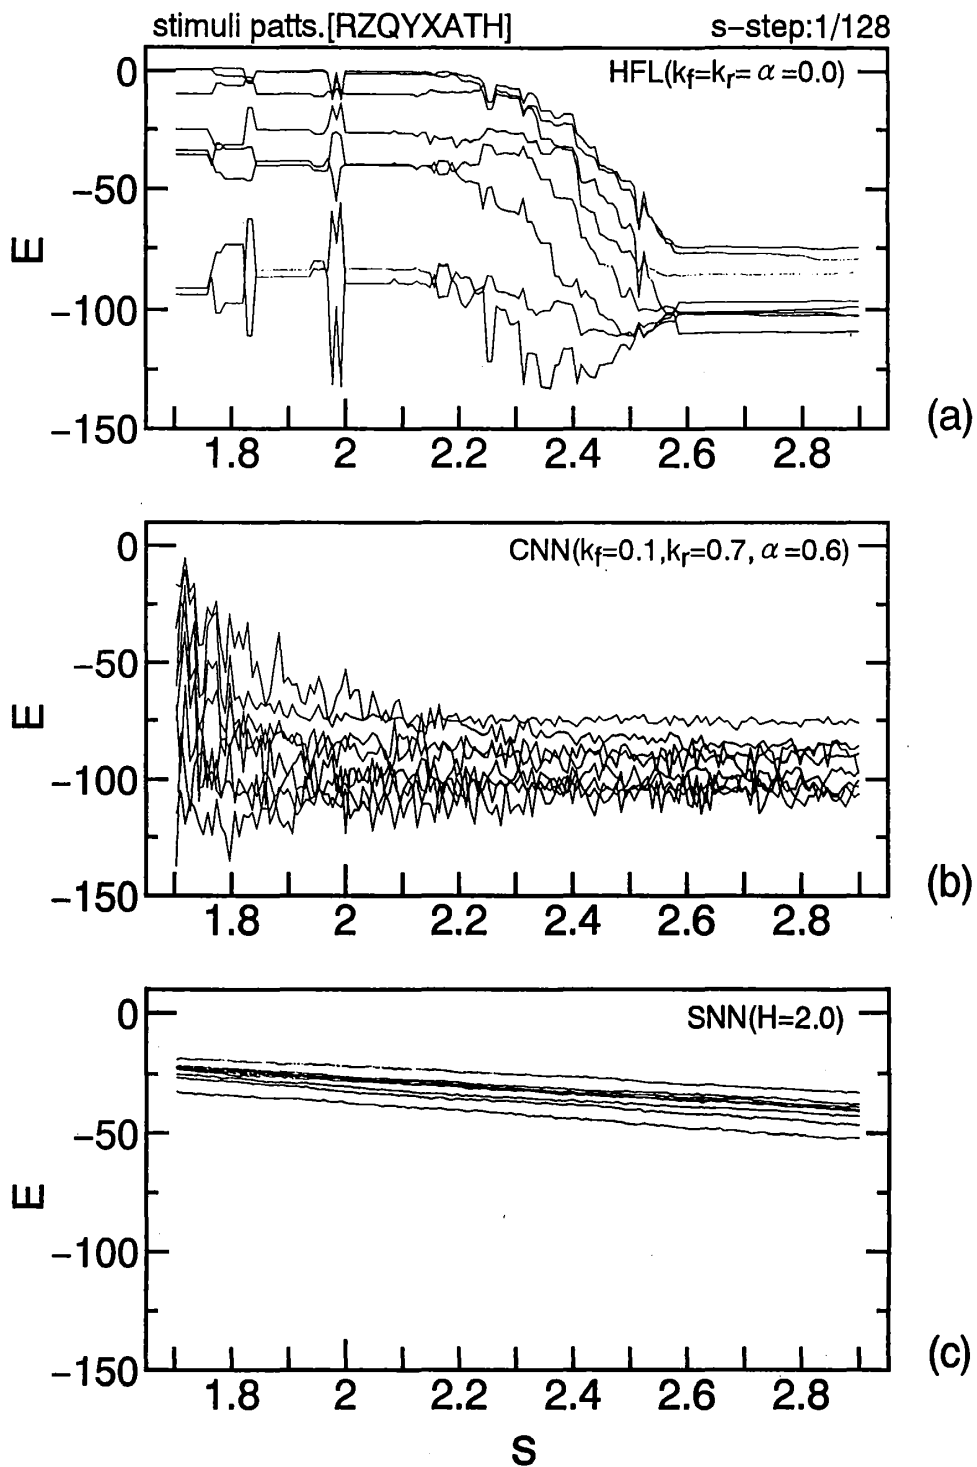 stimuli patts.[RZQYXATH] s-step:1/128
HFL(kf=kr= α =0.0)
0
-50
-100
-150
E
1.8 2 2.2 2.4 2.6 2.8
(a)
CNN(kf=0.1,kr=0.7, α =0.6)
0
-50
-100
-150
E
1.8 2 2.2 2.4 2.6 2.8
(b)
SNN(H=2.0)
0
-50
-100
-150
E
1.8 2 2.2 2.4 2.6 2.8
(c)
S